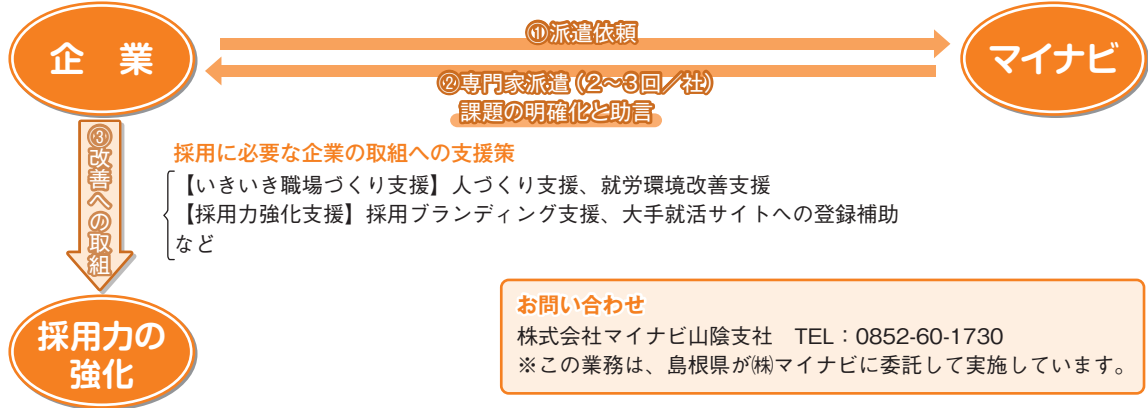 企　業
①派遣依頼
マイナビ
②専門家派遣（2～3回／社）
課題の明確化と助言
③改善への取組
採用に必要な企業の取組への支援策
【いきいき職場づくり支援】人づくり支援、就労環境改善支援
【採用力強化支援】採用ブランディング支援、大手就活サイトへの登録補助
など
採用力の
強化
お問い合わせ
株式会社マイナビ山陰支社　TEL：0852-60-1730
※この業務は、島根県が㈱マイナビに委託して実施しています。